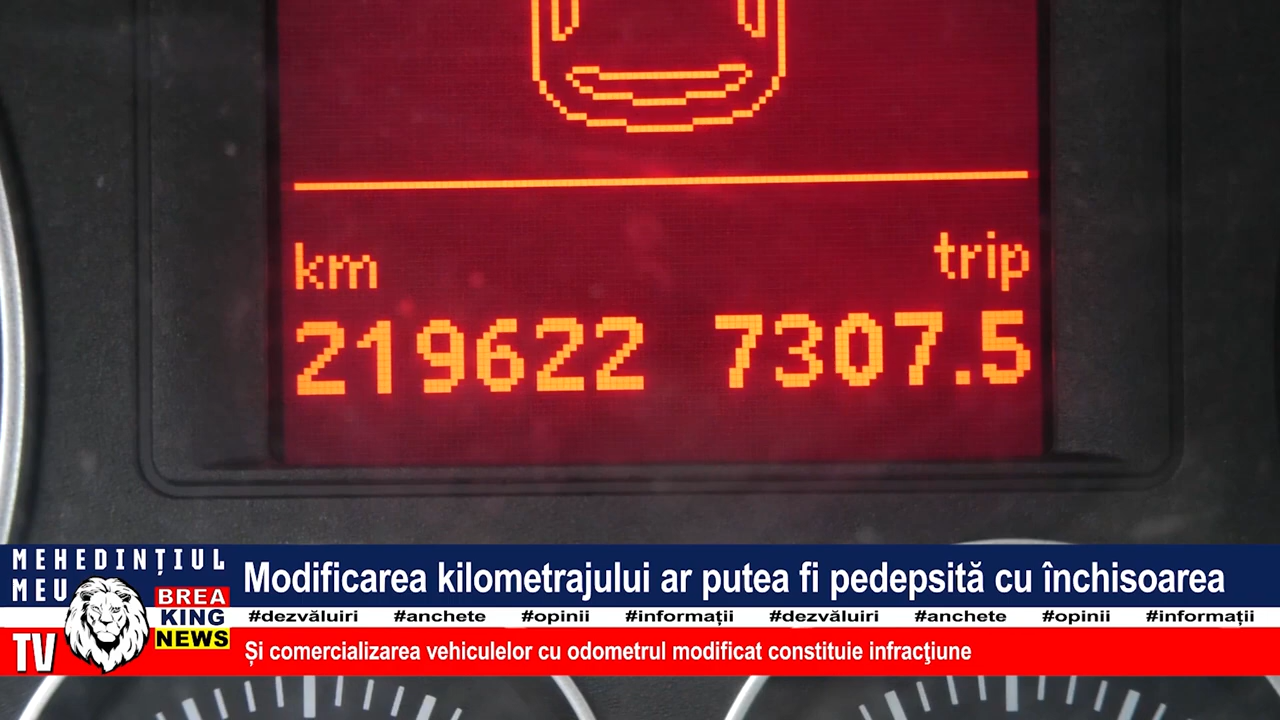 km trip
219622 7307.5
MEHEDINȚIUL
MEU
TV
BREA
KING
NEWS
Modificarea kilometrajului ar putea fi pedepsită cu închisoarea
#dezvăluiri #anchete #opinii #informații #dezvăluiri #anchete #opinii #informații
Și comercializarea vehiculelor cu odometrul modificat constituie infracţiune